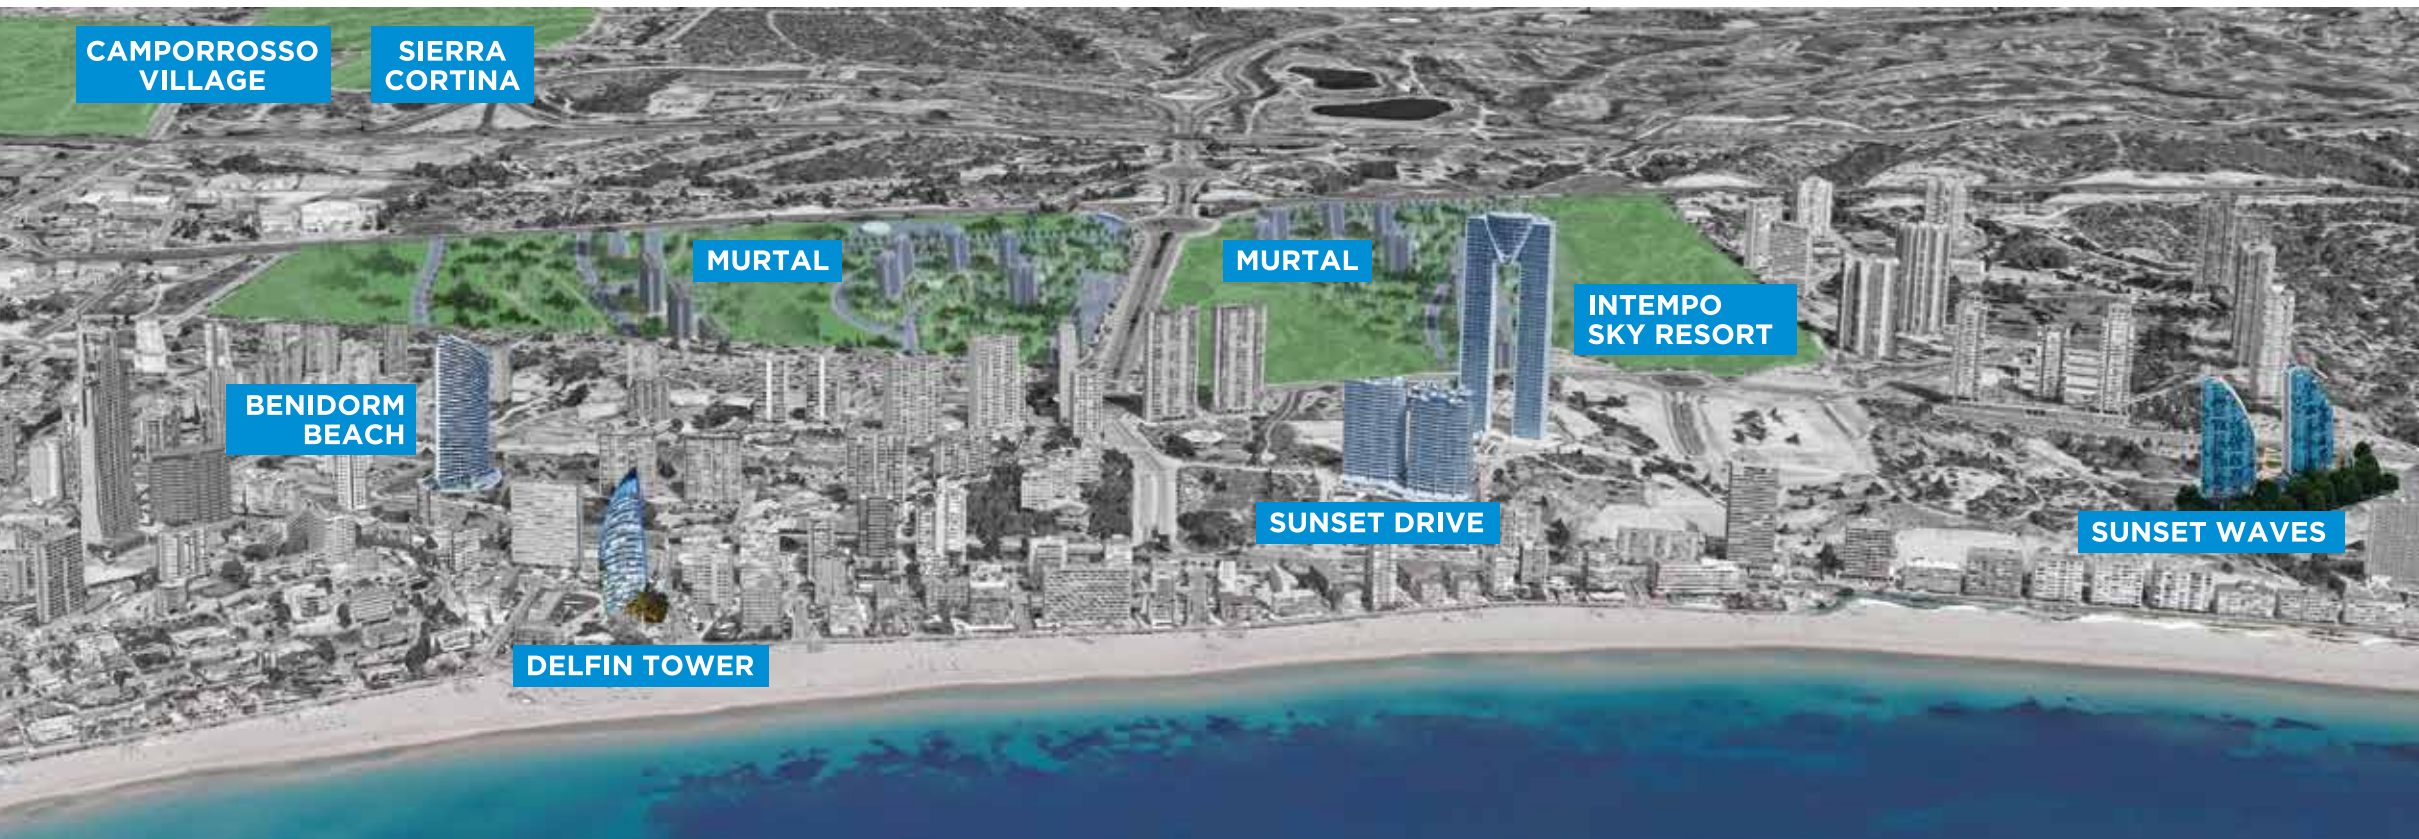 CAMPORROSSO
VILLAGE
SIERRA
CORTINA
MURTAL
MURTAL
INTEMPO
SKY RESORT
BENIDORM
BEACH
SUNSET DRIVE
SUNSET WAVES
DELFIN TOWER